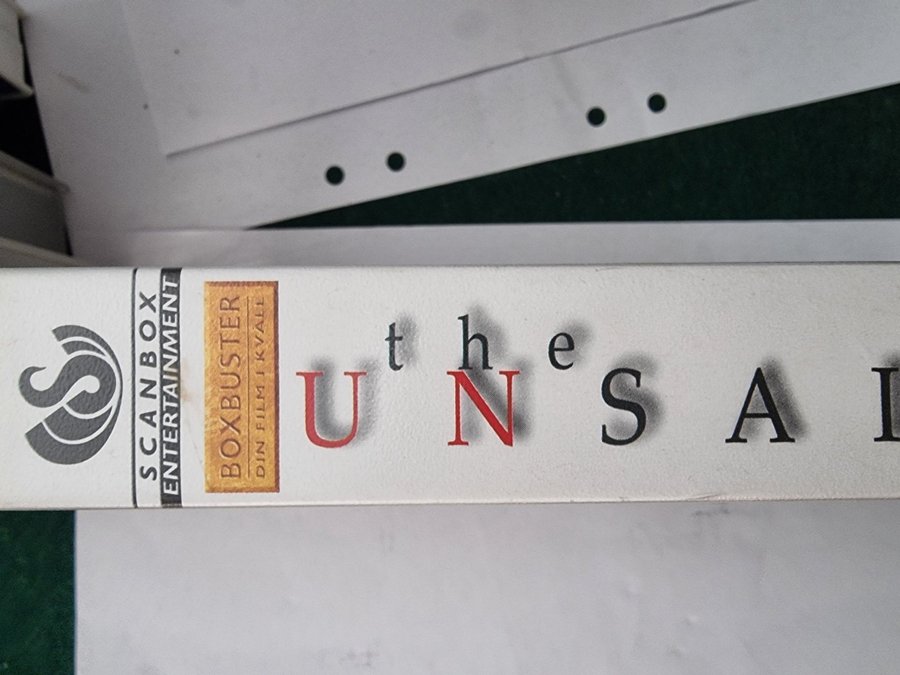 SCANBOX
ENTERTAINMENT
BOXBUSTER
DIN FILM I KVÄLL
the
UNSA